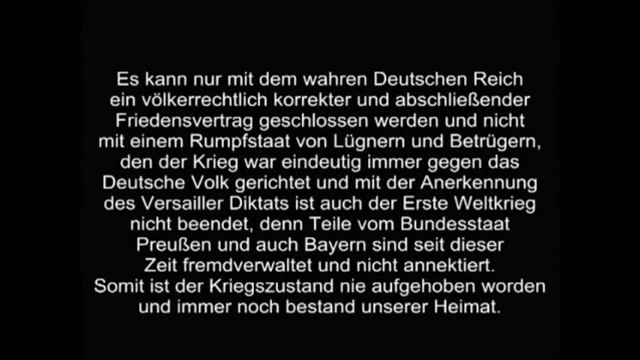 Es kann nur mit dem wahren Deutschen Reich
ein völkerrechtlich korrekter und abschließender
Friedensvertrag geschlossen werden und nicht
mit einem Rumpfstaat von Lügnern und Betrügern,
den der Krieg war eindeutig immer gegen das
Deutsche Volk gerichtet und mit der Anerkennung
des Versailler Diktats ist auch der Erste Weltkrieg
nicht beendet, denn Teile vom Bundesstaat
Preußen und auch Bayern sind seit dieser
Zeit fremdverwaltet und nicht annektiert.
Somit ist der Kriegszustand nie aufgehoben worden
und immer noch bestand unserer Heimat.